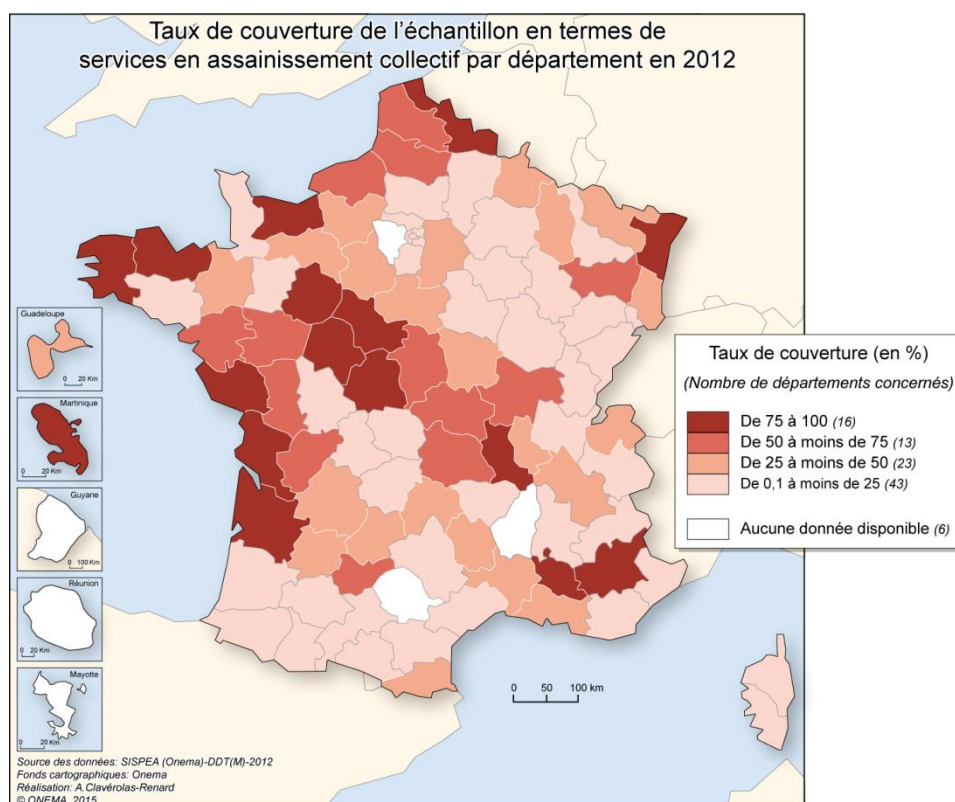 Taux de couverture de l'échantillon en termes de
services en assainissement collectif par département en 2012
Guadeloupe
0 20 Km
Martinique
0 20 Km
Guyane
0 100 Km
Réunion
0 20 Km
Mayotte
0 20 Km
Taux de couverture (en %)
(Nombre de départements concernés)
De 75 à 100 (16)
De 50 à moins de 75 (13)
De 25 à moins de 50 (23)
De 0,1 à moins de 25 (43)
Aucune donnée disponible (6)
0 50 100 km
Source des données: SISPEA (Onema)-DDT(M)-2012
Fonds cartographiques: Onema
Réalisation: A.Clavérolas-Renard
© ONEMA, 2015